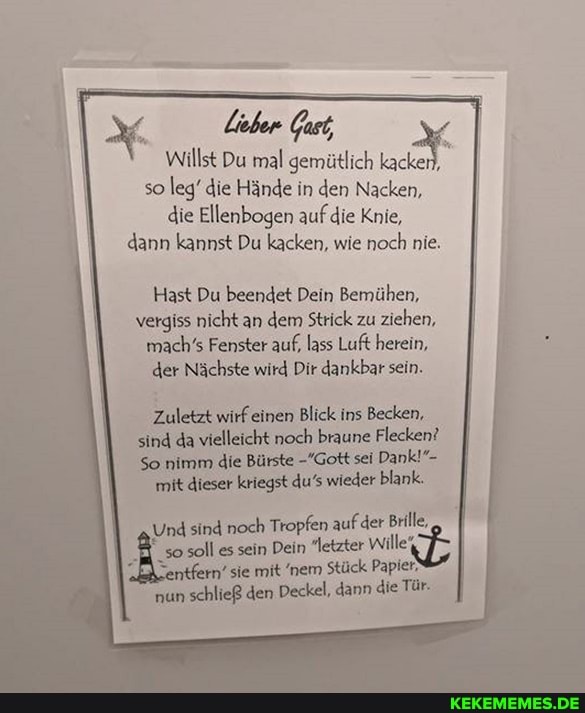 Lieber Gast,
Willst Du mal gemütlich kacken,
so leg' die Hände in den Nacken,
die Ellenbogen auf die Knie,
dann kannst Du kacken, wie noch nie.
Hast Du beendet Dein Bemühen,
vergiss nicht an dem Strick zu ziehen,
mach's Fenster auf, lass Luft herein,
der Nächste wird Dir dankbar sein.
Zuletzt wirf einen Blick ins Becken,
sind da vielleicht noch braune Flecken?
So nimm die Bürste -"Gott sei Dank!"-
mit dieser kriegst du's wieder blank.
Und sind noch Tropfen auf der Brille,
so soll es sein Dein "letzter Wille"
entfern' sie mit 'nem Stück Papier,
nun schließ den Deckel, dann die Tür.
KEKEMEMES.DE